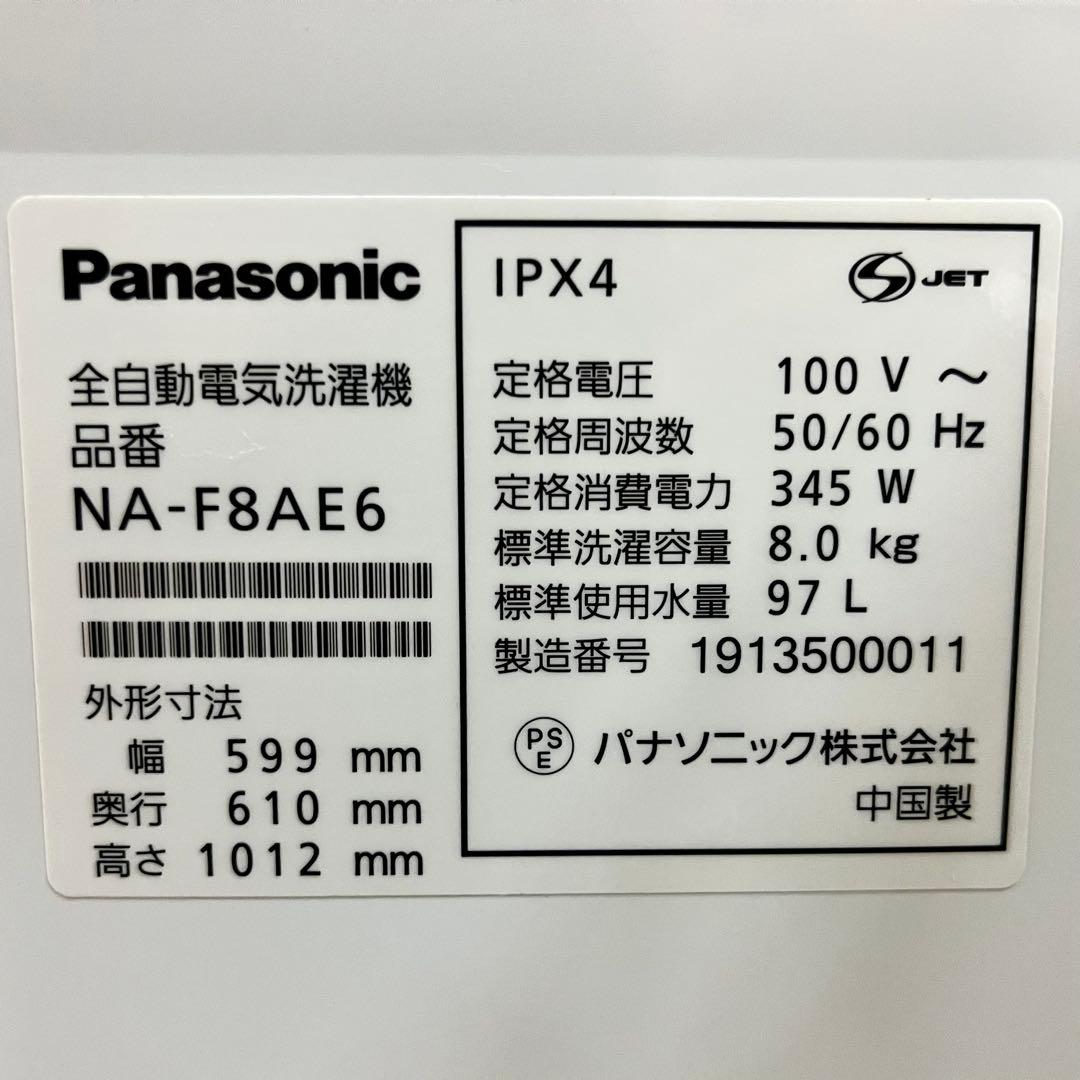 Panasonic
全自動電気洗濯機
品番
NA-F8AE6
外形寸法
幅 599 mm
奥行 610 mm
高さ 1012 mm
IPX4
S JET
定格電圧 100 V ～
定格周波数 50/60 Hz
定格消費電力 345 W
標準洗濯容量 8.0 kg
標準使用水量 97 L
製造番号 1913500011
PSE パナソニック株式会社
中国製